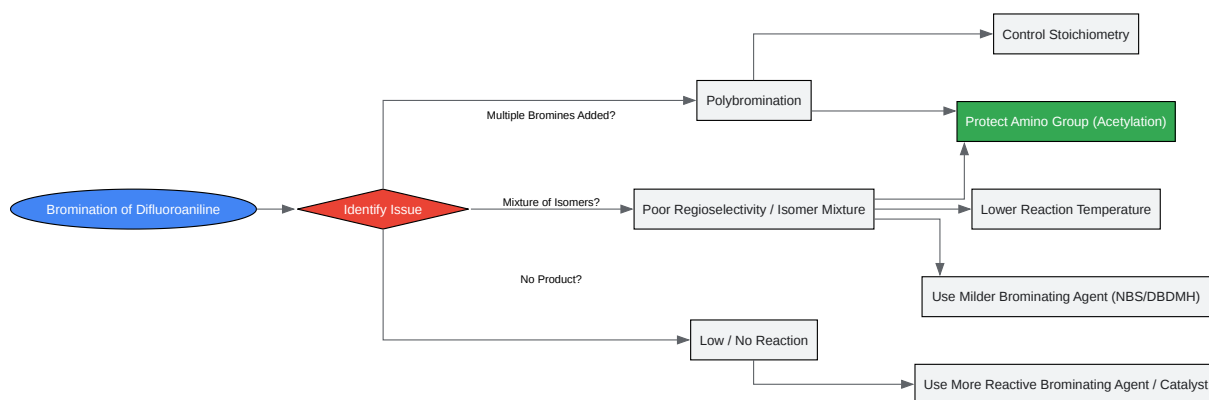 Control Stoichiometry
Polybromination
Multiple Bromines Added?
Protect Amino Group (Acetylation)
Bromination of Difluoroaniline
Identify Issue
Mixture of Isomers?
Poor Regioselectivity / Isomer Mixture
Lower Reaction Temperature
No Product?
Use Milder Brominating Agent (NBS/DBDMH)
Low / No Reaction
Use More Reactive Brominating Agent / Catalyst